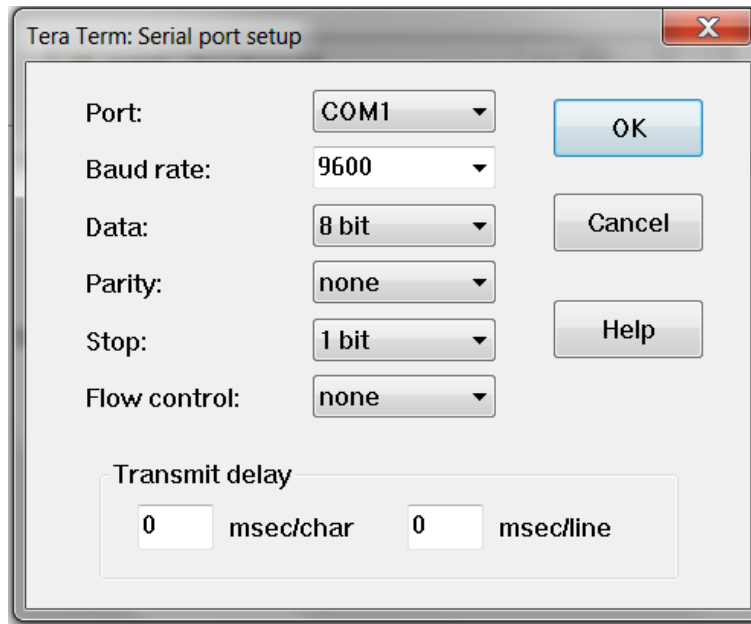 Tera Term: Serial port setup
X
Port: COM1 OK
Baud rate: 9600
Data: 8 bit Cancel
Parity: none
Stop: 1 bit Help
Flow control: none
Transmit delay
0 msec/char 0 msec/line